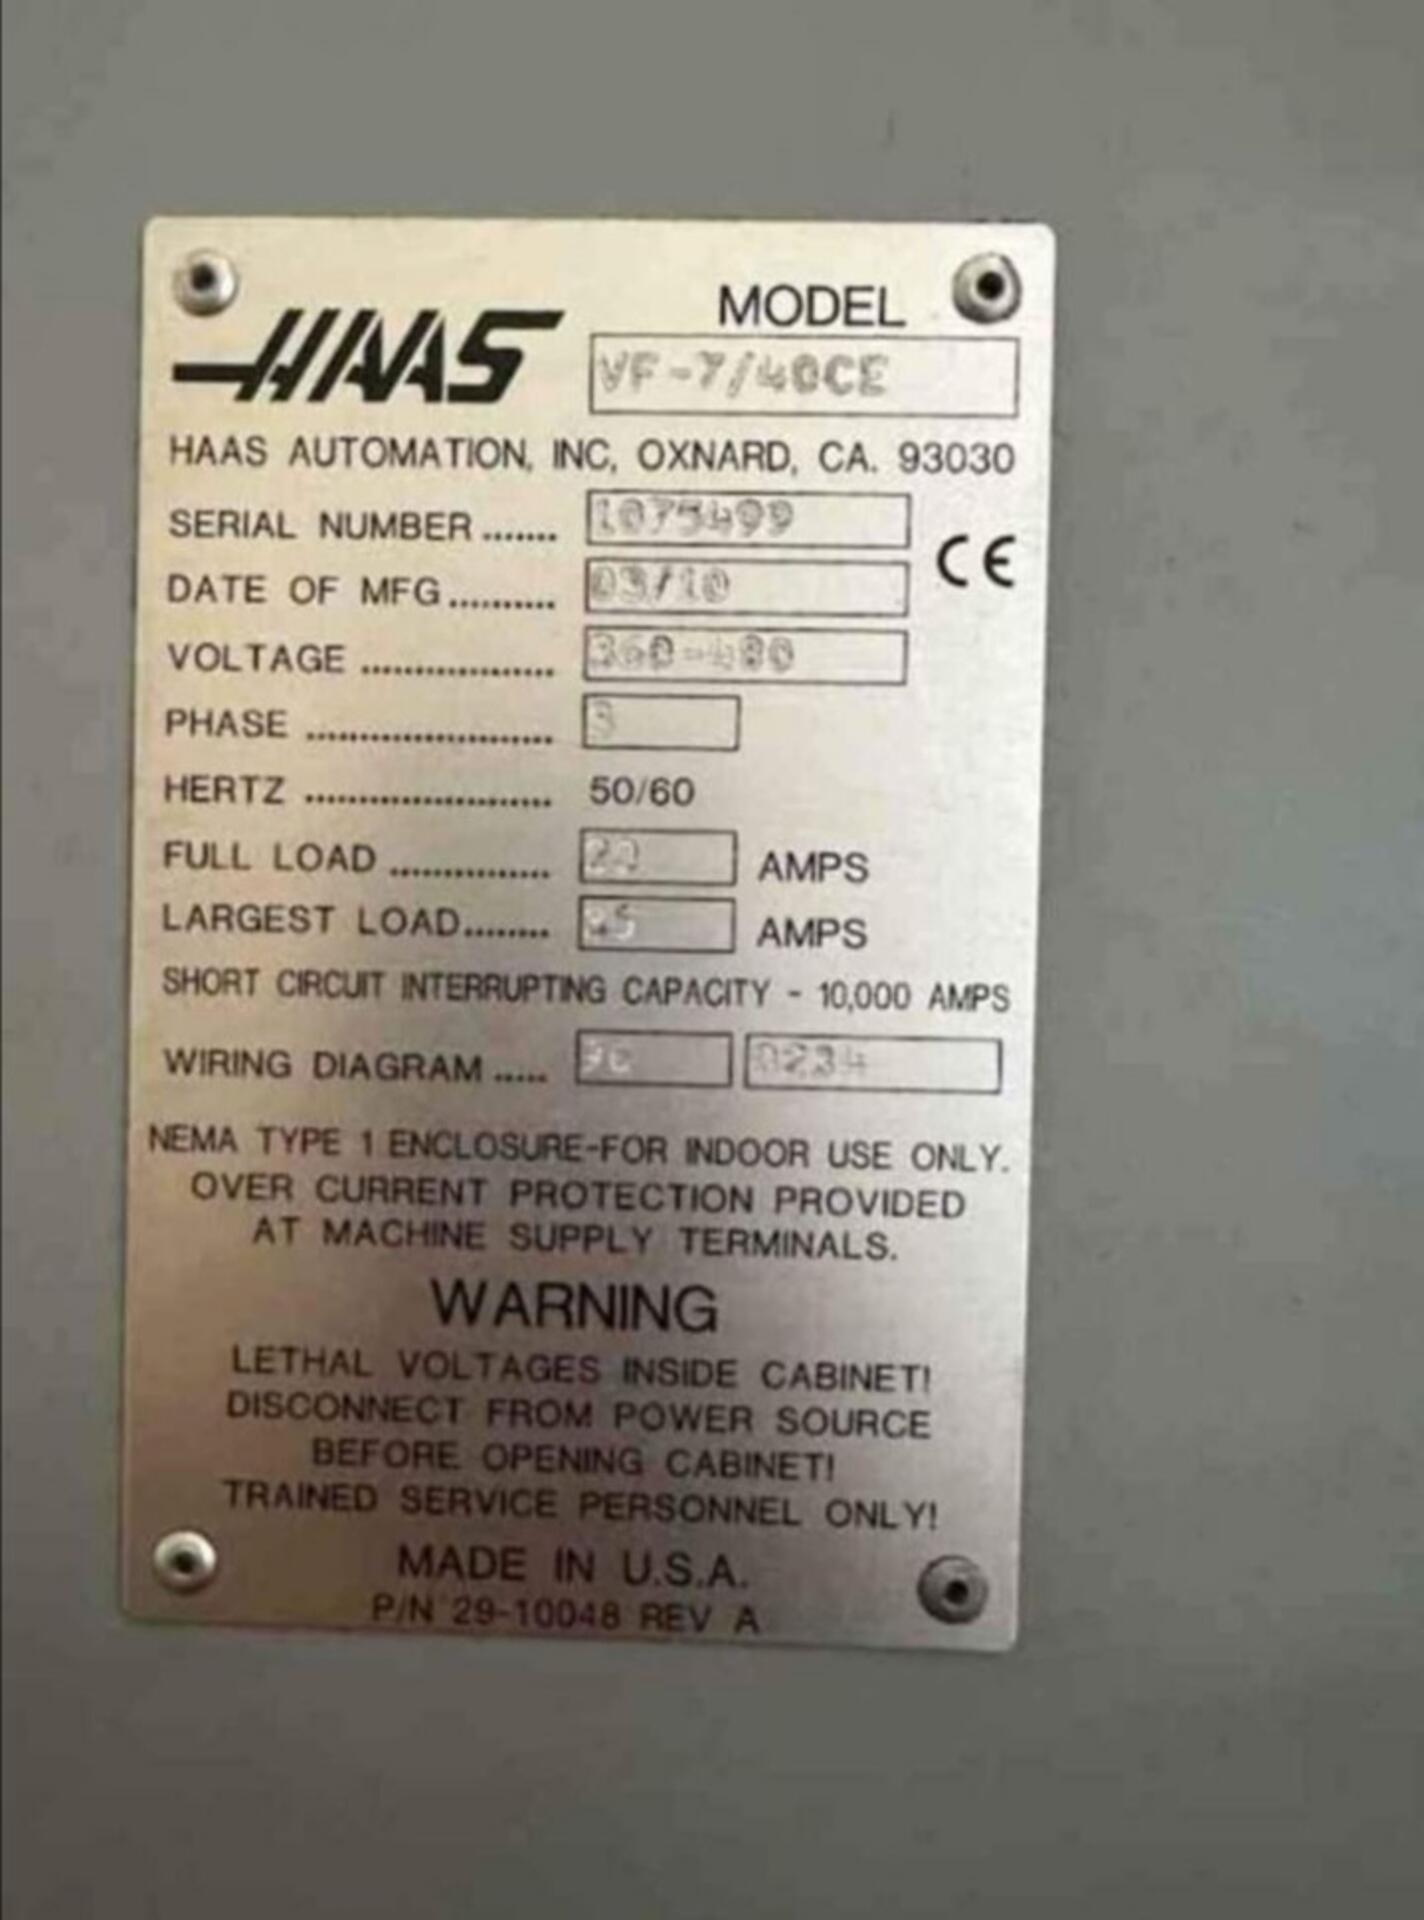 HAAS
MODEL
VF-7/40CE
HAAS AUTOMATION, INC, OXNARD, CA. 93030
SERIAL NUMBER ....... 1075499
CE
DATE OF MFG .......... 03/10
VOLTAGE .................. 360-480
PHASE ....................... 3
HERTZ ....................... 50/60
FULL LOAD ............... AMPS
LARGEST LOAD........ AMPS
SHORT CIRCUIT INTERRUPTING CAPACITY - 10,000 AMPS
WIRING DIAGRAM ..... 0234
NEMA TYPE 1 ENCLOSURE-FOR INDOOR USE ONLY.
OVER CURRENT PROTECTION PROVIDED
AT MACHINE SUPPLY TERMINALS.
WARNING
LETHAL VOLTAGES INSIDE CABINET!
DISCONNECT FROM POWER SOURCE
BEFORE OPENING CABINET!
TRAINED SERVICE PERSONNEL ONLY!
MADE IN U.S.A.
P/N 29-10048 REV A